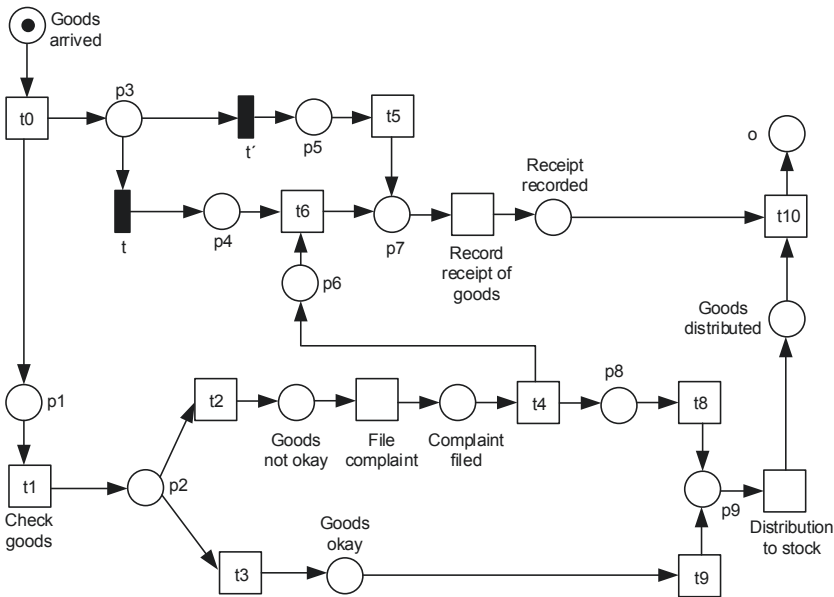 Goods
arrived
t0
p3
t´
p5
t5
o
t
p4
t6
p7
Receipt
recorded
t10
Record
receipt of
goods
p6
Goods
distributed
p1
t2
Goods
not okay
File
complaint
Complaint
filed
t4
p8
t8
t1
Check
goods
p2
p9
Distribution
to stock
t3
Goods
okay
t9